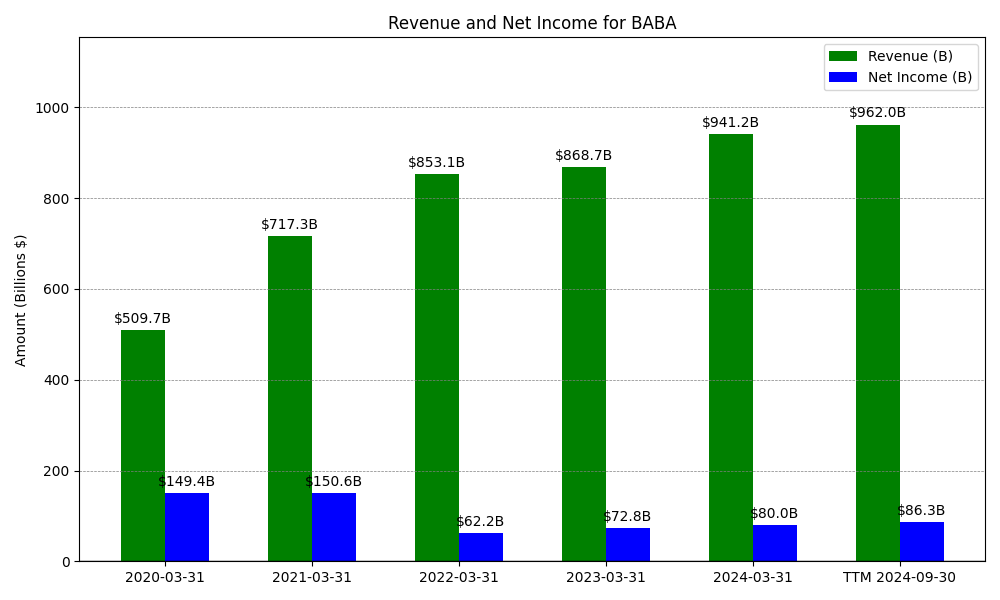 Revenue and Net Income for BABA
Revenue (B)
Net Income (B)
Amount (Billions $)
1000
800
600
400
200
0
$509.7B
$149.4B
$717.3B
$150.6B
$853.1B
$62.2B
$868.7B
$72.8B
$941.2B
$80.0B
$962.0B
$86.3B
2020-03-31
2021-03-31
2022-03-31
2023-03-31
2024-03-31
TTM 2024-09-30